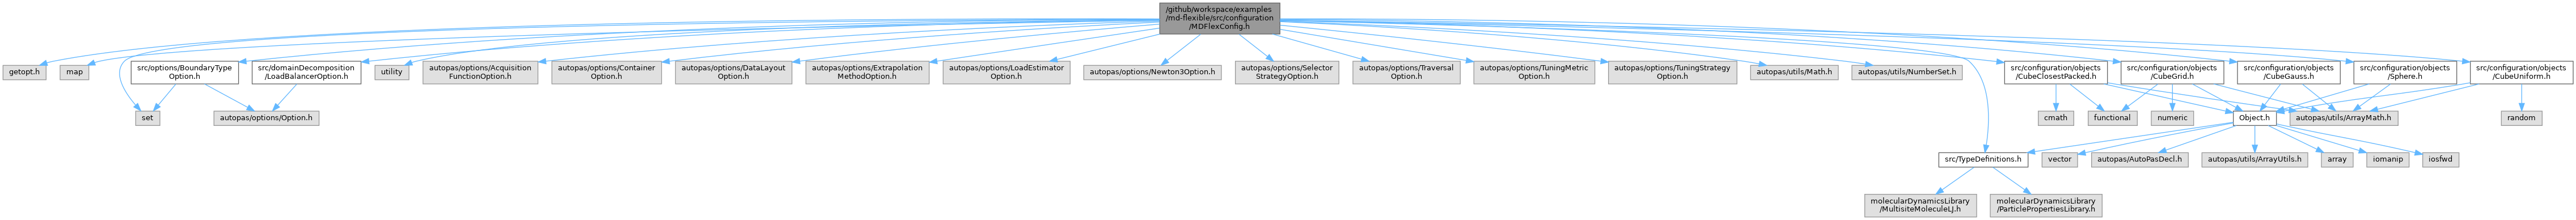 /github/workspace/examples
/md-flexible/src/configuration
/MDFlexConfig.h
getopt.h
map
src/options/BoundaryType
Option.h
src/domainDecomposition
/LoadBalancerOption.h
utility
autopas/options/Acquisition
FunctionOption.h
autopas/options/Container
Option.h
autopas/options/DataLayout
Option.h
autopas/options/Extrapolation
MethodOption.h
autopas/options/LoadEstimator
Option.h
autopas/options/Newton3Option.h
autopas/options/Selector
StrategyOption.h
autopas/options/Traversal
Option.h
autopas/options/TuningMetric
Option.h
autopas/options/TuningStrategy
Option.h
autopas/utils/Math.h
autopas/utils/NumberSet.h
src/configuration/objects
/CubeClosestPacked.h
src/configuration/objects
/CubeGrid.h
src/configuration/objects
/CubeGauss.h
src/configuration/objects
/Sphere.h
src/configuration/objects
/CubeUniform.h
set
autopas/options/Option.h
cmath
functional
numeric
Object.h
autopas/utils/ArrayMath.h
random
src/TypeDefinitions.h
vector
autopas/AutoPasDecl.h
autopas/utils/ArrayUtils.h
array
iomanip
iosfwd
molecularDynamicsLibrary
/MultisiteMoleculeLJ.h
molecularDynamicsLibrary
/ParticlePropertiesLibrary.h